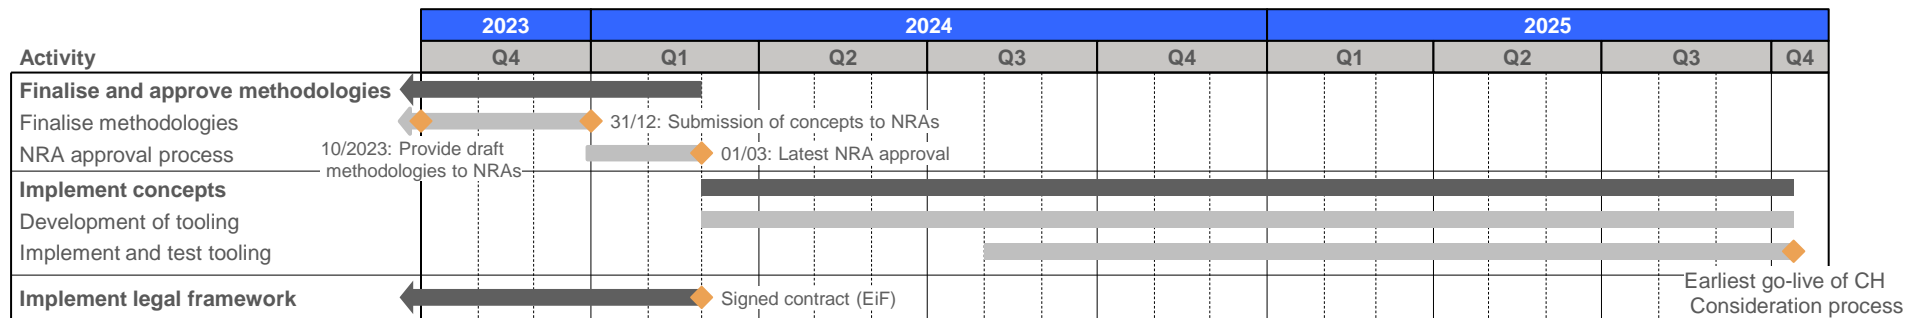 2023 2024 2025
Activity Q4 Q1 Q2 Q3 Q4 Q1 Q2 Q3 Q4
Finalise and approve methodologies
Finalise methodologies 31/12: Submission of concepts to NRAs
NRA approval process 10/2023: Provide draft 01/03: Latest NRA approval
methodologies to NRAs
Implement concepts
Development of tooling
Implement and test tooling
Earliest go-live of CH
Implement legal framework Signed contract (EiF) Consideration process